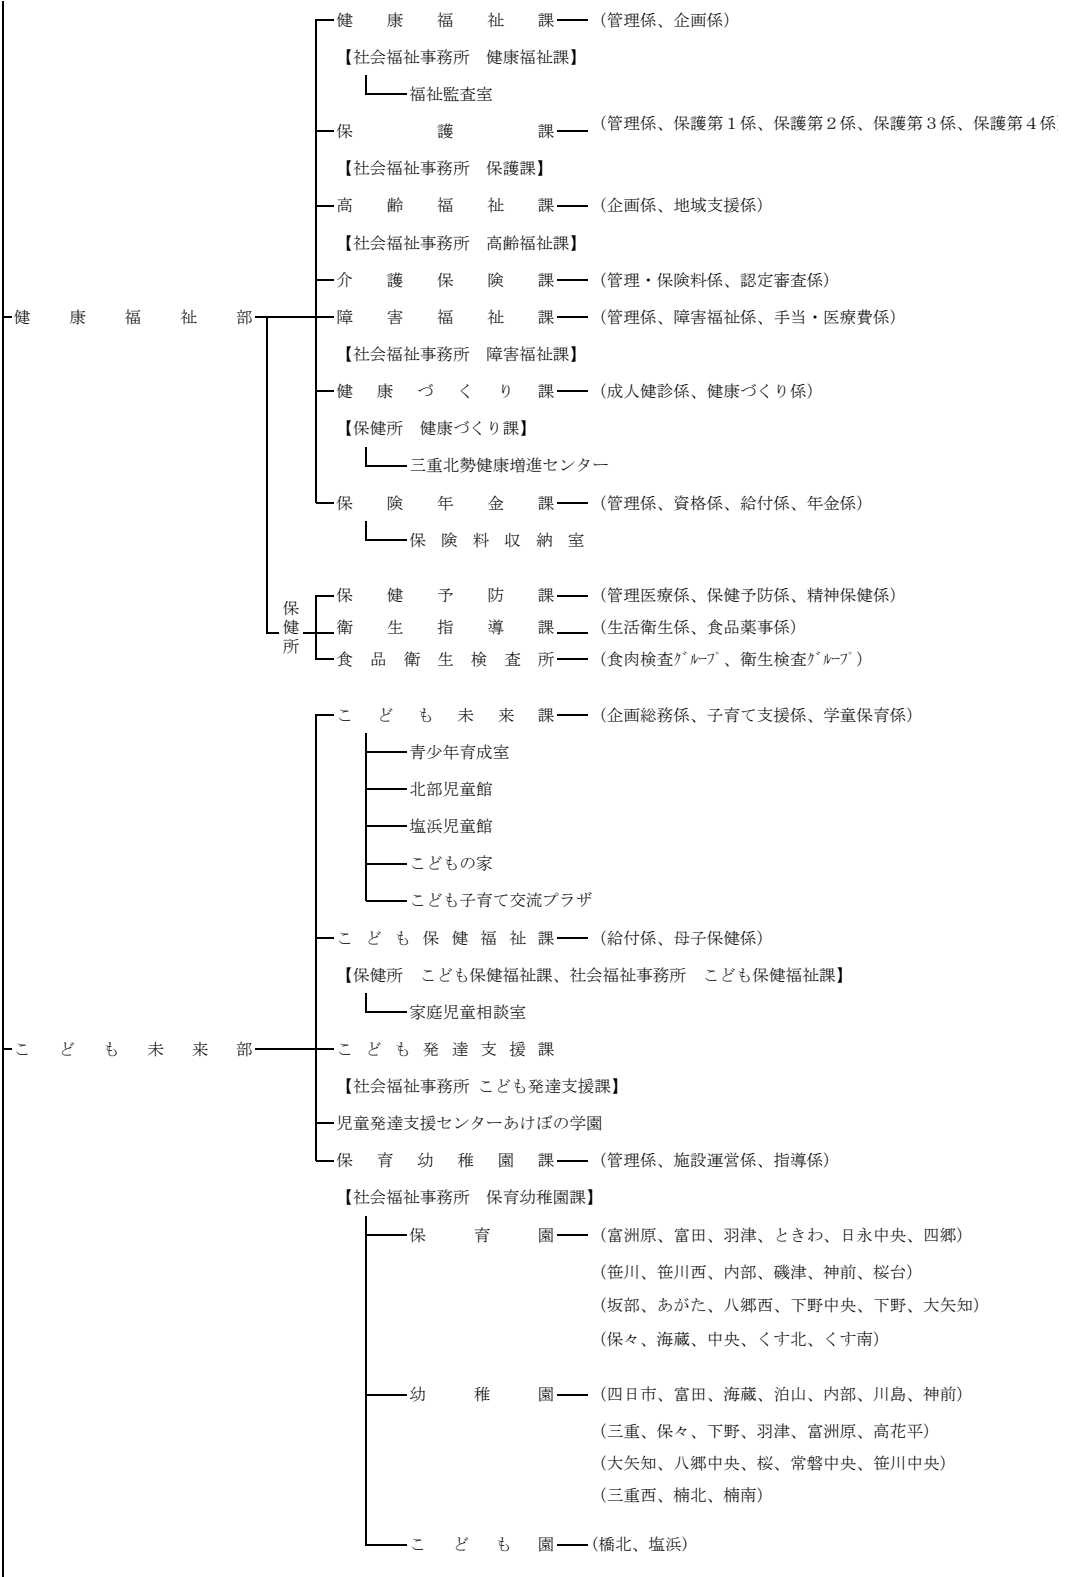 健康福祉課 (管理係、企画係)
【社会福祉事務所　健康福祉課】
福祉監査室
保護課 (管理係、保護第１係、保護第２係、保護第３係、保護第４係)
【社会福祉事務所　保護課】
高齢福祉課 (企画係、地域支援係)
【社会福祉事務所　高齢福祉課】
介護保険課 (管理・保険料係、認定審査係)
健康福祉部 障害福祉課 (管理係、障害福祉係、手当・医療費係)
【社会福祉事務所　障害福祉課】
健康づくり課 (成人健診係、健康づくり係)
【保健所　健康づくり課】
三重北勢健康増進センター
保険年金課 (管理係、資格係、給付係、年金係)
保険料収納室
保健予防課 (管理医療係、保健予防係、精神保健係)
保健所 衛生指導課 (生活衛生係、食品薬事係)
食品衛生検査所 (食肉検査ｸﾞﾙｰﾌﾟ、衛生検査ｸﾞﾙｰﾌﾟ)
こども未来課 (企画総務係、子育て支援係、学童保育係)
青少年育成室
北部児童館
塩浜児童館
こどもの家
こども子育て交流プラザ
こども保健福祉課 (給付係、母子保健係)
【保健所　こども保健福祉課、社会福祉事務所　こども保健福祉課】
家庭児童相談室
こども未来部 こども発達支援課
【社会福祉事務所 こども発達支援課】
児童発達支援センターあけぼの学園
保育幼稚園課 (管理係、施設運営係、指導係)
【社会福祉事務所　保育幼稚園課】
保育園 (富洲原、富田、羽津、ときわ、日永中央、四郷)
(笹川、笹川西、内部、磯津、神前、桜台)
(坂部、あがた、八郷西、下野中央、下野、大矢知)
(保々、海蔵、中央、くす北、くす南)
幼稚園 (四日市、富田、海蔵、泊山、内部、川島、神前)
(三重、保々、下野、羽津、富洲原、高花平)
(大矢知、八郷中央、桜、常磐中央、笹川中央)
(三重西、楠北、楠南)
こども園 (橋北、塩浜)